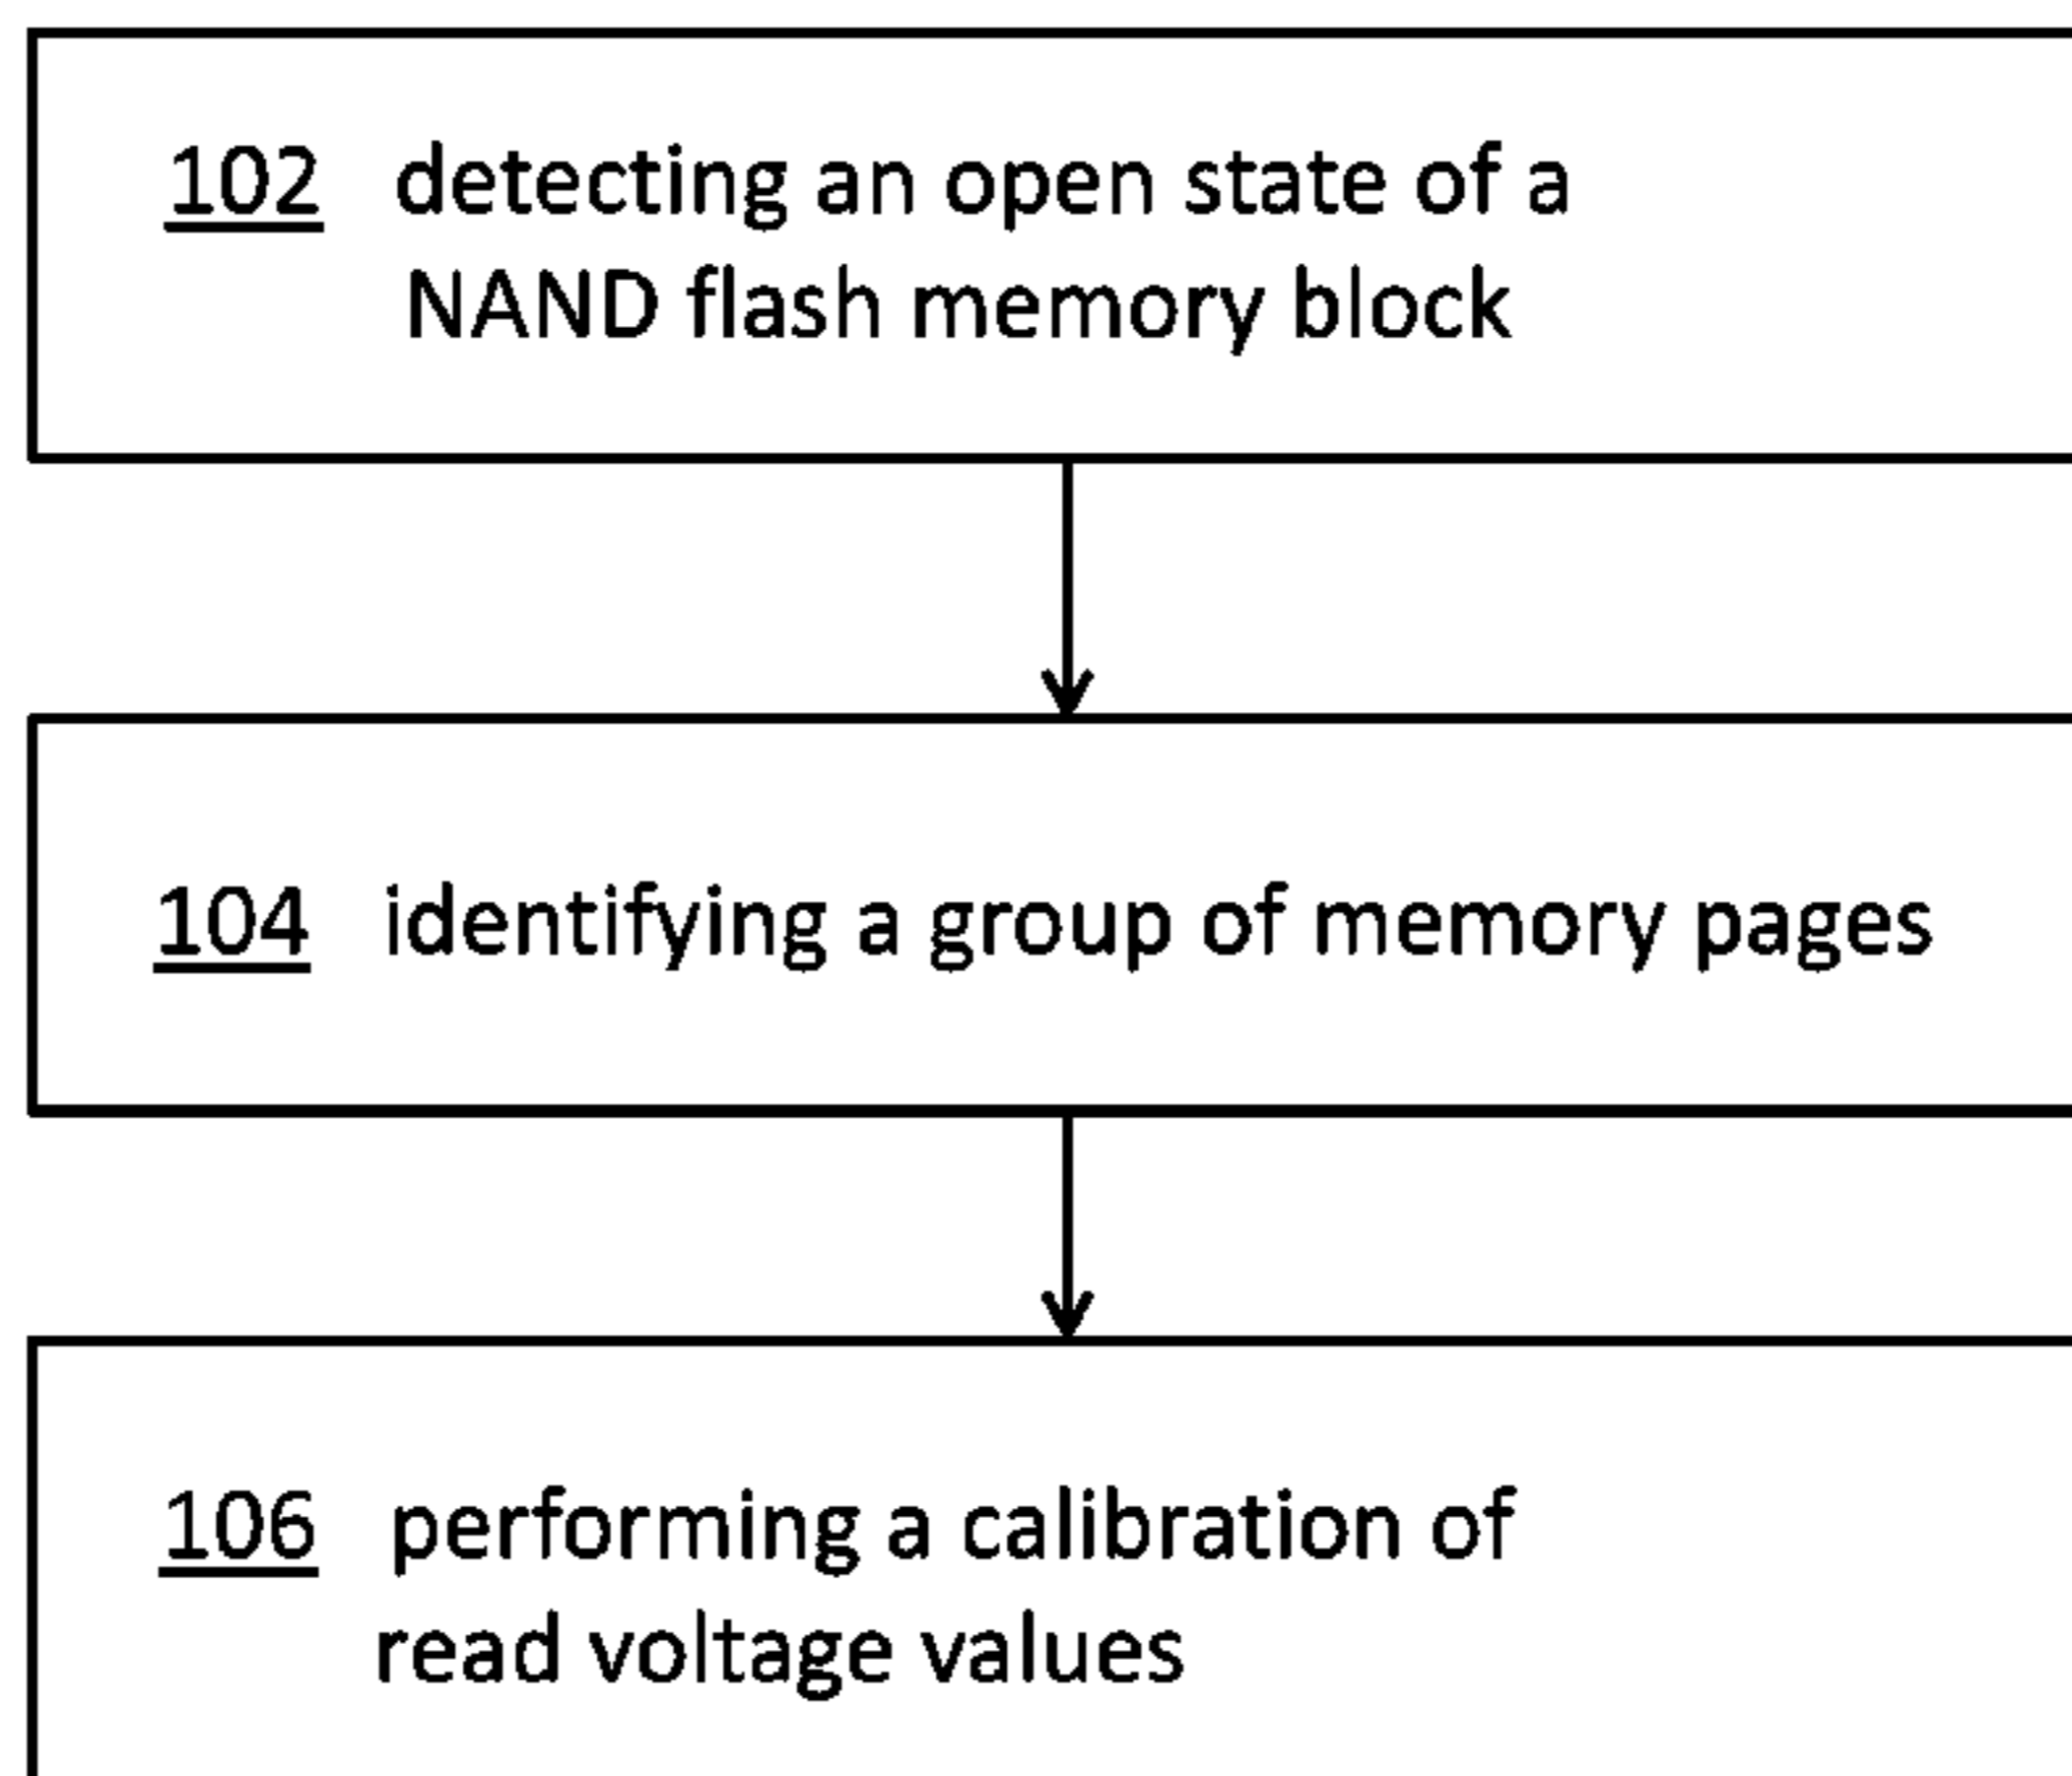 102 detecting an open state of a
NAND flash memory block
104 identifying a group of memory pages
106 performing a calibration of
read voltage values